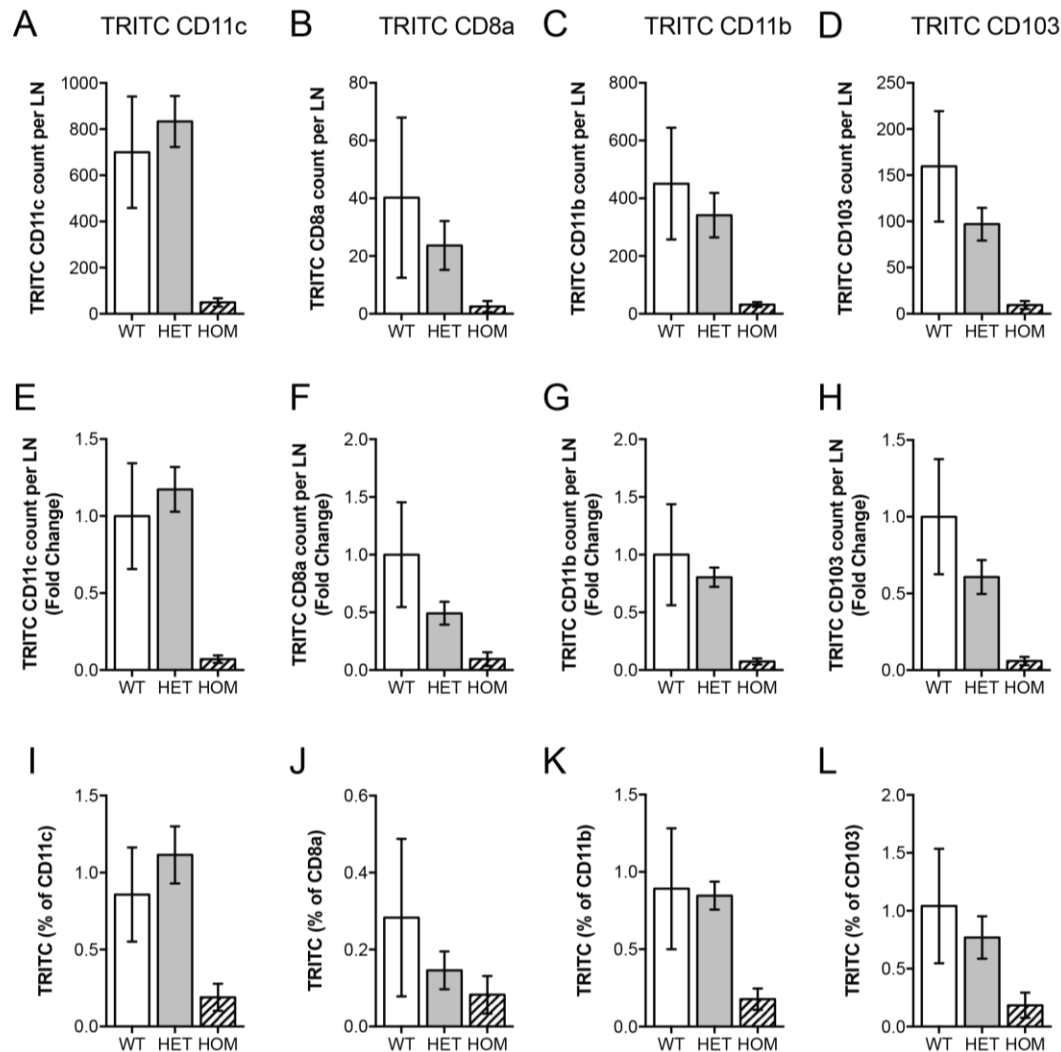 A TRITC CD11c
B TRITC CD8a
C TRITC CD11b
D TRITC CD103
TRITC CD11c count per LN
1000
800
600
400
200
0
WT HET HOM
TRITC CD8a count per LN
80
60
40
20
0
WT HET HOM
TRITC CD11b count per LN
800
600
400
200
0
WT HET HOM
TRITC CD103 count per LN
250
200
150
100
50
0
WT HET HOM
E
TRITC CD11c count per LN
(Fold Change)
1.5
1.0
0.5
0.0
WT HET HOM
F
TRITC CD8a count per LN
(Fold Change)
2.0
1.5
1.0
0.5
0.0
WT HET HOM
G
TRITC CD11b count per LN
(Fold Change)
2.0
1.5
1.0
0.5
0.0
WT HET HOM
H
TRITC CD103 count per LN
(Fold Change)
1.5
1.0
0.5
0.0
WT HET HOM
I
TRITC (% of CD11c)
1.5
1.0
0.5
0.0
WT HET HOM
J
TRITC (% of CD8a)
0.6
0.4
0.2
0.0
WT HET HOM
K
TRITC (% of CD11b)
1.5
1.0
0.5
0.0
WT HET HOM
L
TRITC (% of CD103)
2.0
1.5
1.0
0.5
0.0
WT HET HOM